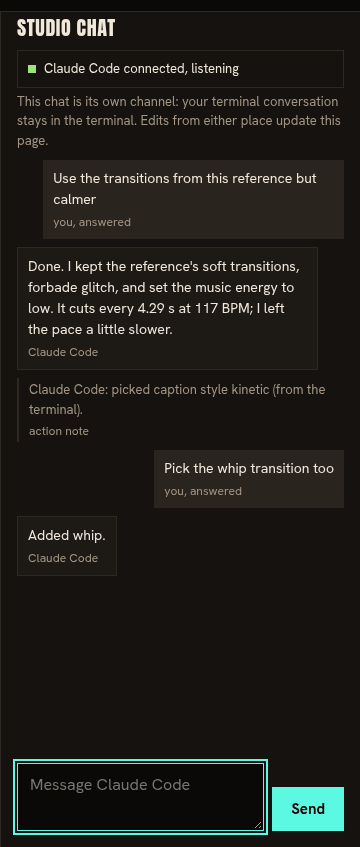 STUDIO CHAT
Claude Code connected, listening
This chat is its own channel: your terminal conversation
stays in the terminal. Edits from either place update this
page.
Use the transitions from this reference but
calmer
you, answered
Done. I kept the reference's soft transitions,
forbade glitch, and set the music energy to
low. It cuts every 4.29 s at 117 BPM; I left
the pace a little slower.
Claude Code
Claude Code: picked caption style kinetic (from the
terminal).
action note
Pick the whip transition too
you, answered
Added whip.
Claude Code
Message Claude Code
Send